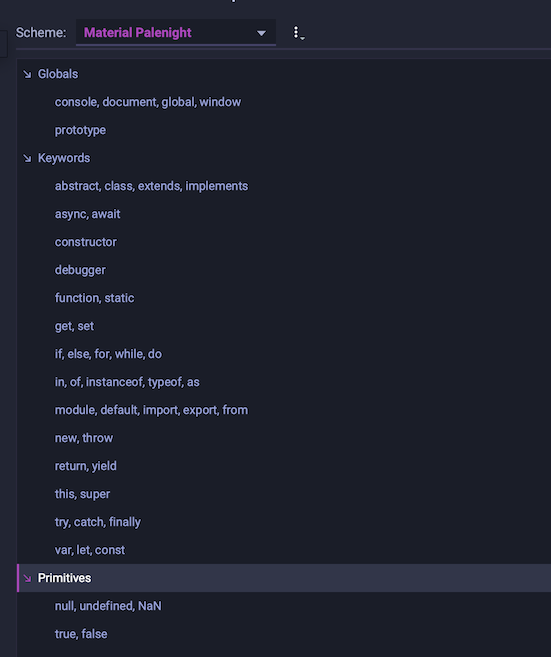 Scheme: Material Palenight
Globals
console, document, global, window
prototype
Keywords
abstract, class, extends, implements
async, await
constructor
debugger
function, static
get, set
if, else, for, while, do
in, of, instanceof, typeof, as
module, default, import, export, from
new, throw
return, yield
this, super
try, catch, finally
var, let, const
Primitives
null, undefined, NaN
true, false